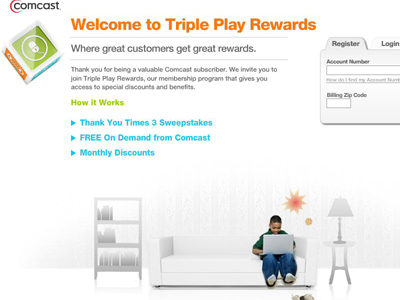 comcast
Welcome to Triple Play Rewards
Where great customers get great rewards.
Thank you for being a valuable Comcast subscriber. We invite you to
join Triple Play Rewards, our membership program that gives you
access to special discounts and benefits.
How it Works
Thank You Times 3 Sweepstakes
FREE On Demand from Comcast
Monthly Discounts
Register
Login
Account Number
How do I find my Account Number
Billing Zip Code